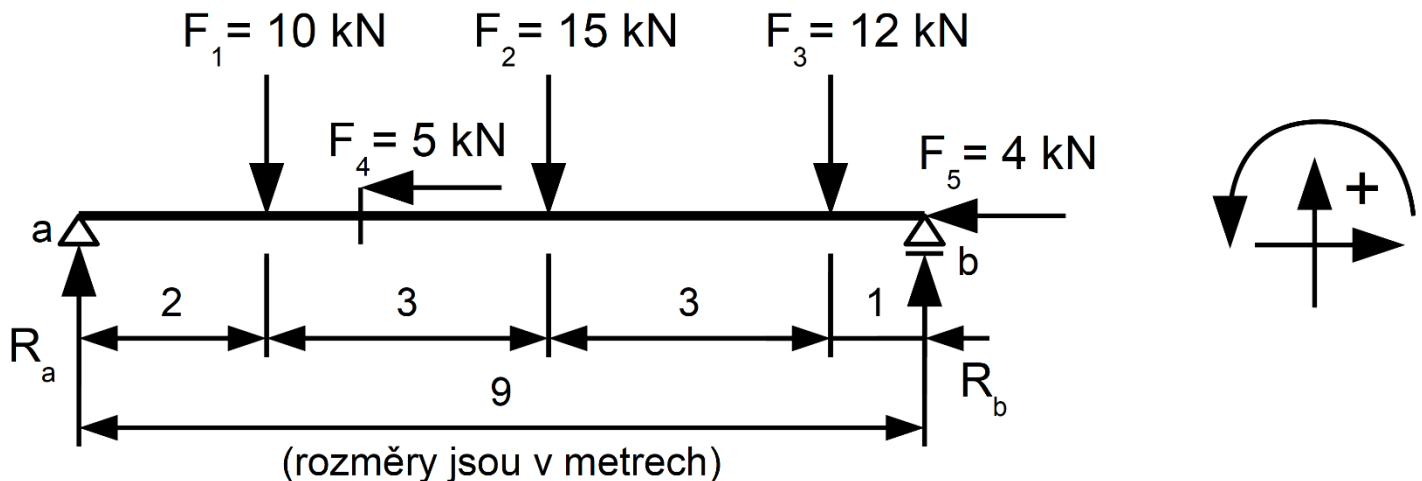 F₁= 10 kN F₂= 15 kN F₃= 12 kN
F₄= 5 kN F₅= 4 kN +
a b
2 3 3 1
Rₐ R_b
9
(rozměry jsou v metrech)